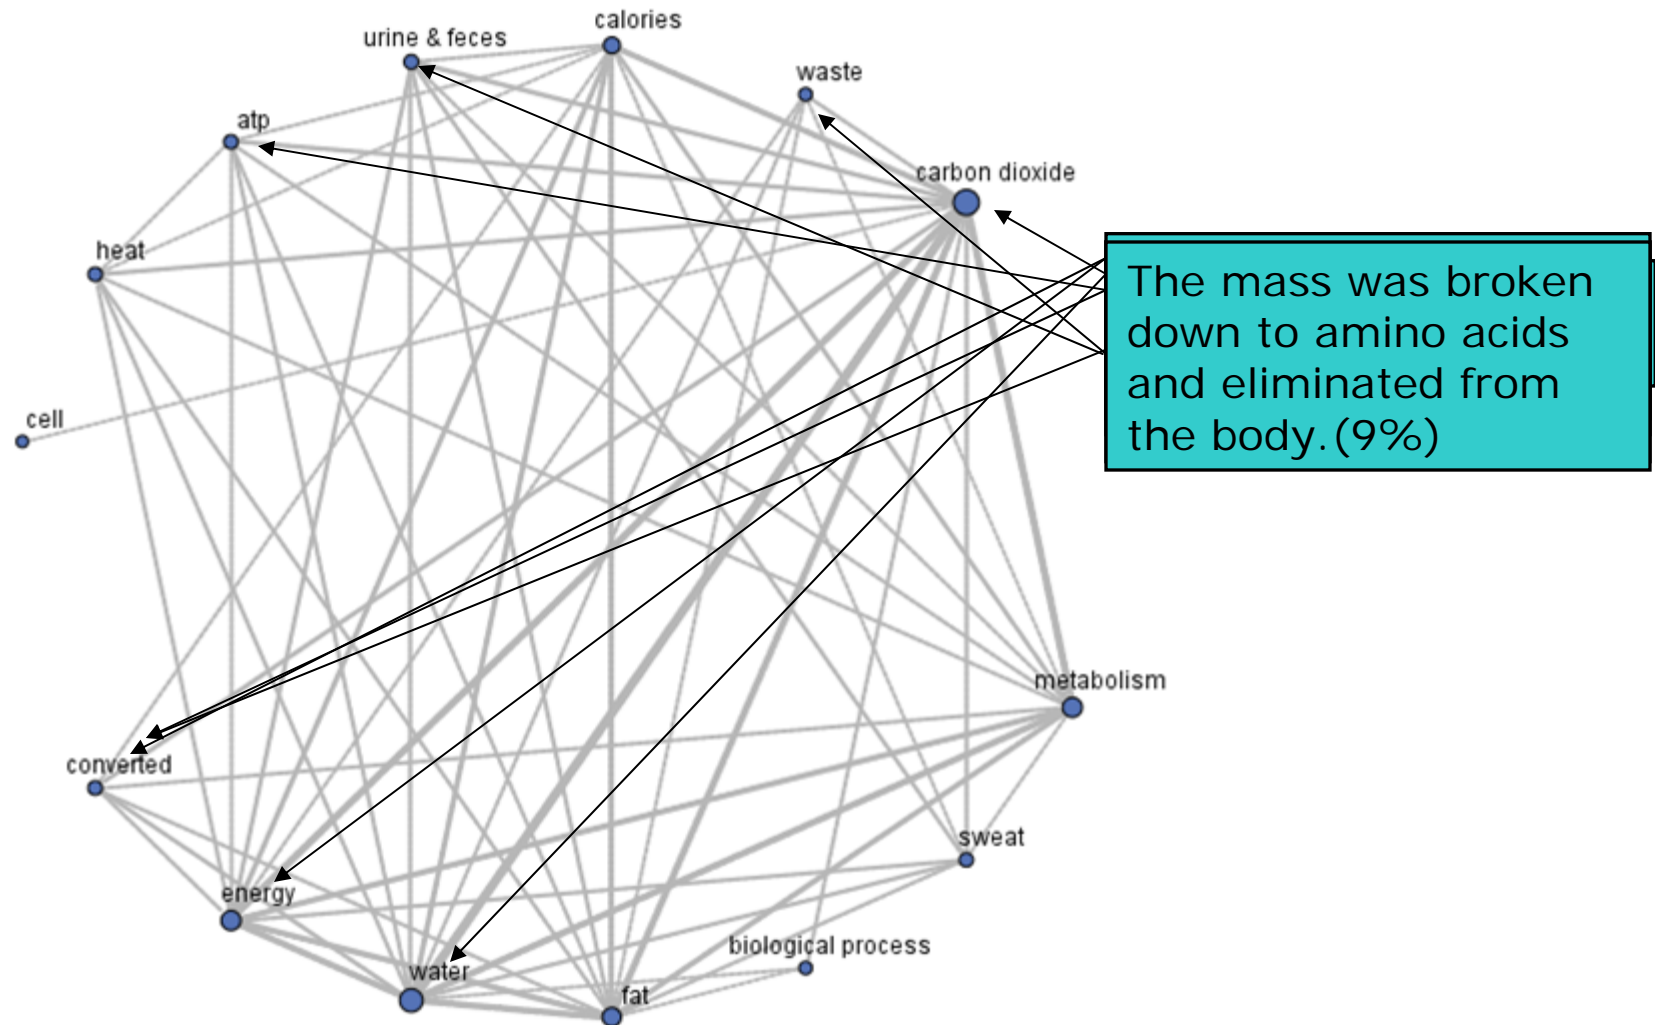 calories
urine & feces
waste
atp
carbon dioxide
heat
The mass was broken
down to amino acids
and eliminated from
the body.(9%)
cell
metabolism
converted
sweat
energy
biological process
water
fat